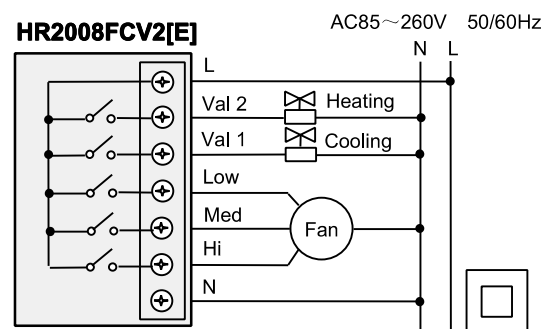 HR2008FCV2[E]
AC85～260V 50/60Hz
N L
L
Val 2 Heating
Val 1 Cooling
Low
Med
Fan
Hi
N